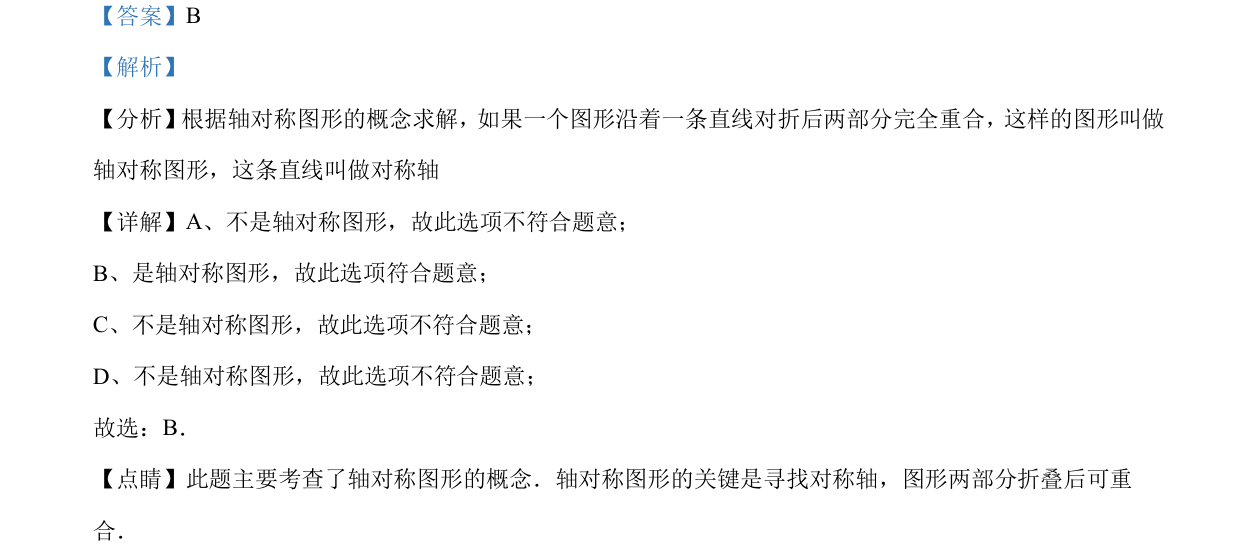 【答案】B
【解析】
【分析】根据轴对称图形的概念求解，如果一个图形沿着一条直线对折后两部分完全重合，这样的图形叫做
轴对称图形，这条直线叫做对称轴
【详解】A、不是轴对称图形，故此选项不符合题意；
B、是轴对称图形，故此选项符合题意；
C、不是轴对称图形，故此选项不符合题意；
D、不是轴对称图形，故此选项不符合题意；
故选：B．
【点睛】此题主要考查了轴对称图形的概念．轴对称图形的关键是寻找对称轴，图形两部分折叠后可重
合．